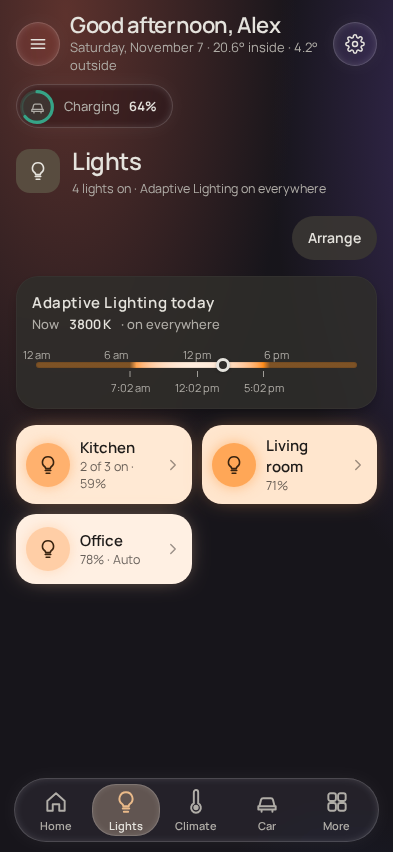 Good afternoon, Alex
Saturday, November 7 · 20.6° inside · 4.2°
outside
Charging 64%
Lights
4 lights on · Adaptive Lighting on everywhere
Arrange
Adaptive Lighting today
Now 3800 K · on everywhere
12 am 6 am 12 pm 6 pm
7:02 am 12:02 pm 5:02 pm
Kitchen
2 of 3 on ·
59%
Living
room
71%
Office
78% · Auto
Home Lights Climate Car More